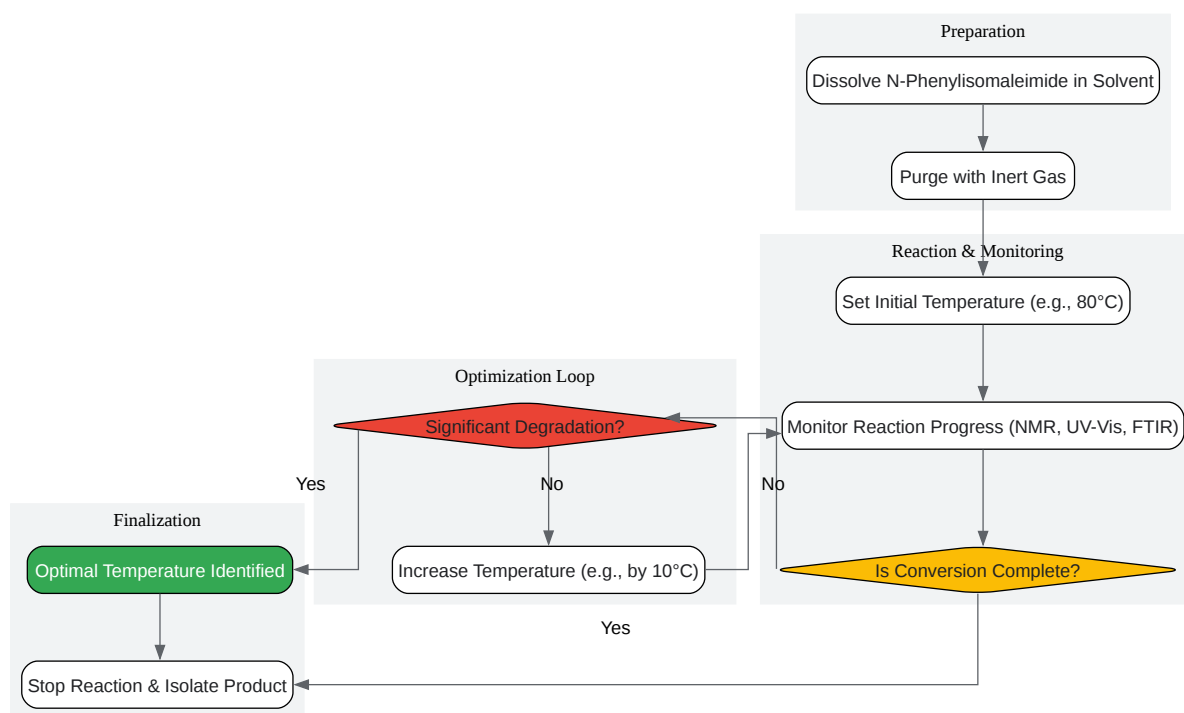 Preparation
Dissolve N-Phenylisomaleimide in Solvent
Purge with Inert Gas
Reaction & Monitoring
Set Initial Temperature (e.g., 80°C)
Optimization Loop
Significant Degradation?
Monitor Reaction Progress (NMR, UV-Vis, FTIR)
Yes
No
No
Finalization
Optimal Temperature Identified
Increase Temperature (e.g., by 10°C)
Is Conversion Complete?
Yes
Stop Reaction & Isolate Product